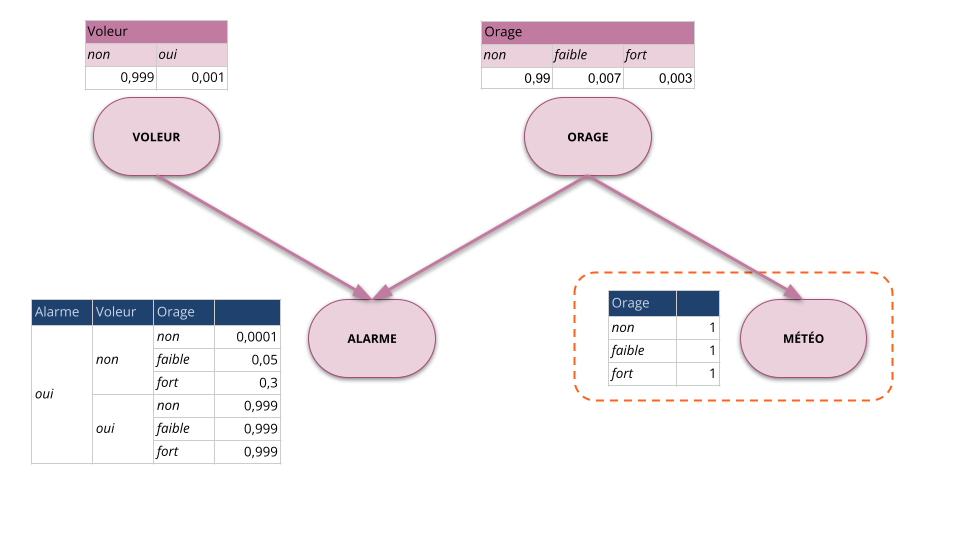 Voleur
non oui
0,999 0,001
Orage
non faible fort
0,99 0,007 0,003
VOLEUR
ORAGE
Alarme Voleur Orage
oui non non 0,0001
faible 0,05
fort 0,3
oui non 0,999
faible 0,999
fort 0,999
ALARME
Orage
non 1
faible 1
fort 1
MÉTÉO